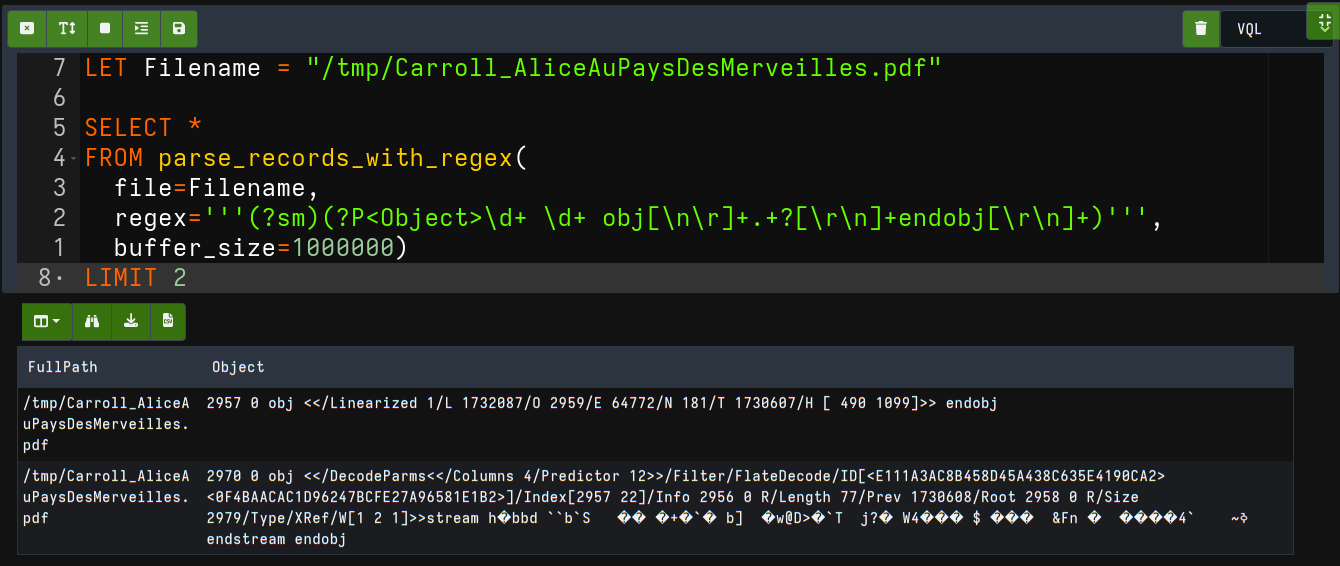 VQL
7 LET Filename = "/tmp/Carroll_AliceAuPaysDesMerveilles.pdf"
6
5 SELECT *
4 FROM parse_records_with_regex(
3 file=Filename,
2 regex='''(?sm)(?P<Object>\d+ \d+ obj[\n\r]+.+?[\r\n]+endobj[\r\n]+)''',
1 buffer_size=1000000)
8 LIMIT 2
FullPath Object
/tmp/Carroll_AliceA 2957 0 obj <</Linearized 1/L 1732087/O 2959/E 64772/N 181/T 1730607/H [ 490 1099]>> endobj
uPaysDesMerveilles.
pdf
/tmp/Carroll_AliceA 2970 0 obj <</DecodeParms<</Columns 4/Predictor 12>>/Filter/FlateDecode/ID[<E111A3AC8B458D45A438C635E4190CA2>
uPaysDesMerveilles. <0F4BAACAC1D96247BCFE27A96581E1B2>]/Index[2957 22]/Info 2956 0 R/Length 77/Prev 1730608/Root 2958 0 R/Size
pdf 2979/Type/XRef/W[1 2 1]>>stream h�bbd ``b`S �� �+�`� b] �w@D>�`T j?� W4��� $ ��� &Fn � ����4` ~
endstream endobj